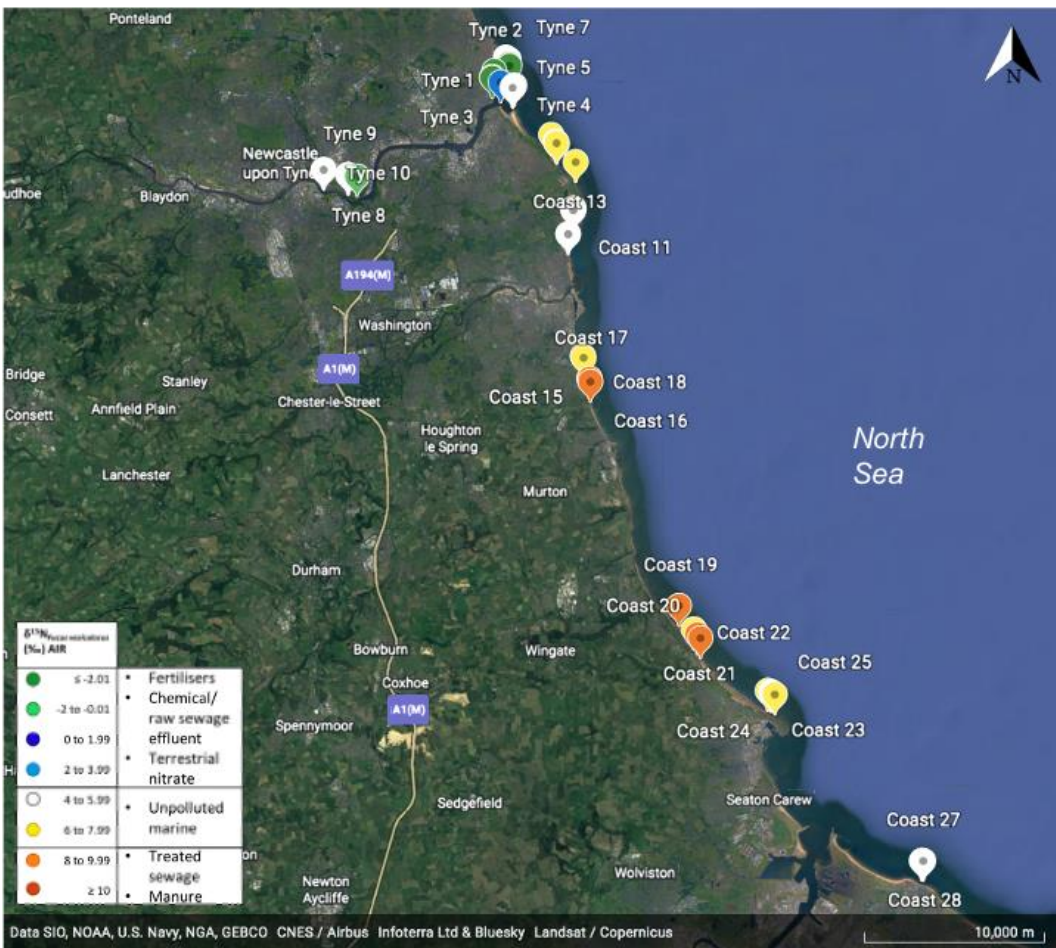 Ponteland
Tyne 2
Tyne 7
N
Tyne 1
Tyne 5
Tyne 3
Tyne 4
Tyne 9
Newcastle
upon Tyne
Tyne 10
udhoe
Blaydon
Tyne 8
Coast 13
Coast 11
A194(M)
Washington
Coast 17
A1(M)
Bridge
Stanley
Coast 18
Consett
Annfield Plain
Chester-le-Street
Coast 15
Coast 16
Houghton
le Spring
North
Sea
Lanchester
Murton
Durham
Coast 19
Coast 20
Coast 22
Bowburn
Wingate
Coast 21
Coast 25
Coxhoe
A1(M)
Spennymoor
Coast 24
Coast 23
Sedgefield
Seaton Carew
Coast 27
Wolviston
Coast 28
Newton
Aycliffe
(‰) AIR
≤ -2.01
-2 to -0.01
0 to 1.99
2 to 3.99
4 to 5.99
6 to 7.99
8 to 9.99
≥ 10
• Fertilisers
• Chemical/
raw sewage
effluent
• Terrestrial
nitrate
• Unpolluted
marine
• Treated
sewage
• Manure
on
Data SIO, NOAA, U.S. Navy, NGA, GEBCO CNES / Airbus Infoterra Ltd & Bluesky Landsat / Copernicus
10,000 m